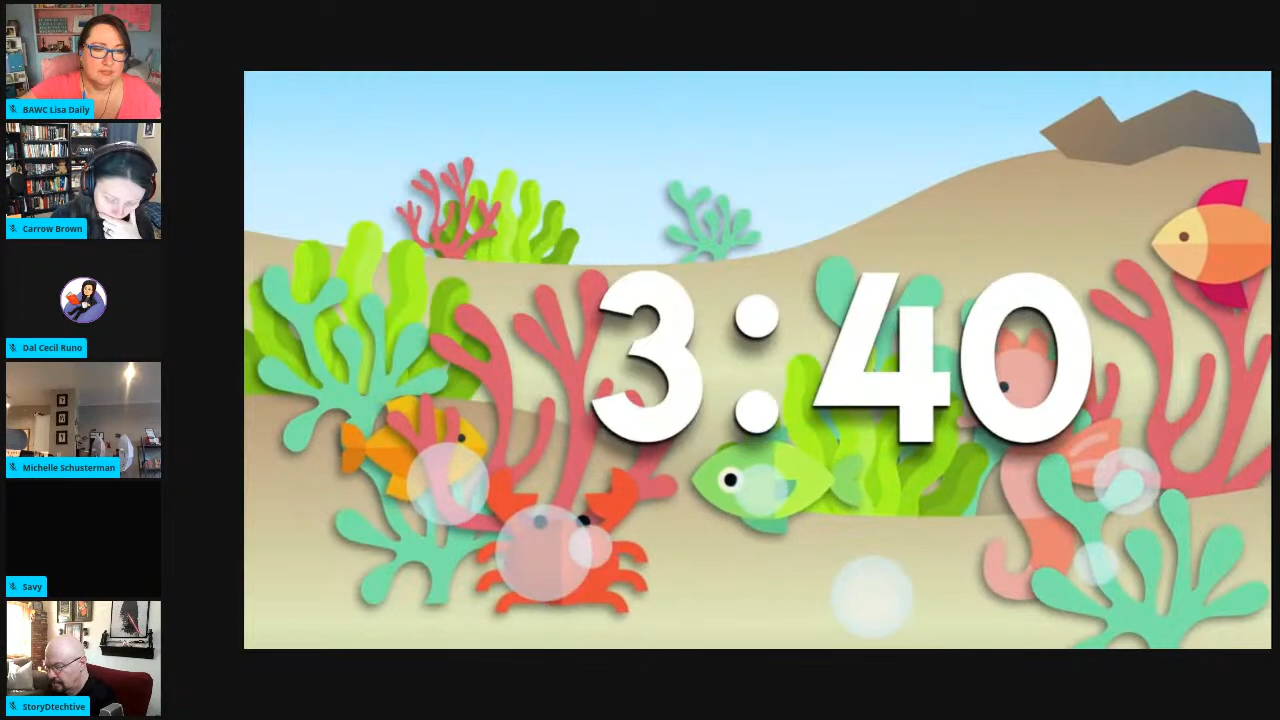 BAWC Lisa Daily
Carrow Brown
Dal Cecil Runo
Michelle Schusterman
Savy
StoryDtechtive
3:40